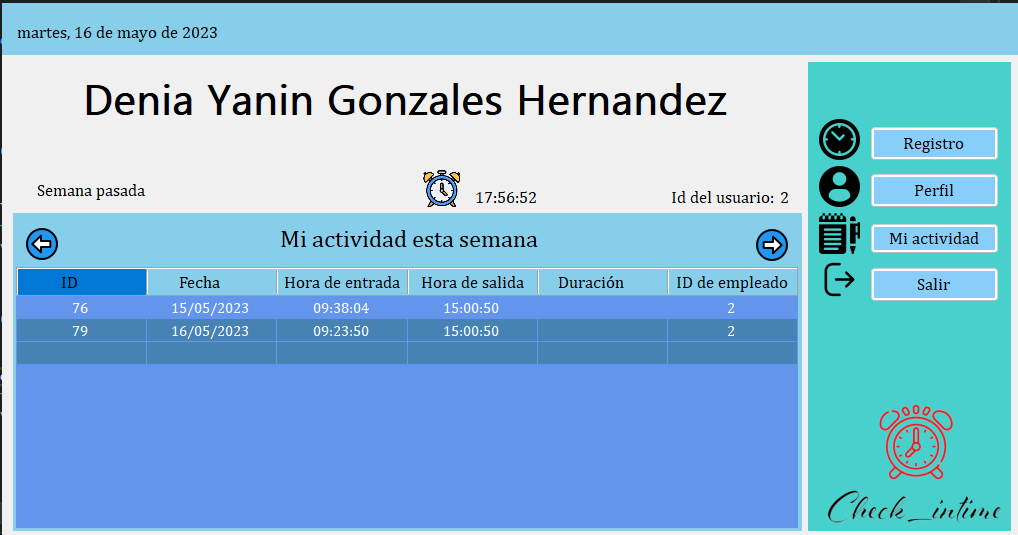 martes, 16 de mayo de 2023
Denia Yanin Gonzales Hernandez
Semana pasada
17:56:52
Id del usuario: 2
Mi actividad esta semana
ID Fecha Hora de entrada Hora de salida Duración ID de empleado
76 15/05/2023 09:38:04 15:00:50 2
79 16/05/2023 09:23:50 15:00:50 2
Registro
Perfil
Mi actividad
Salir
Check_intime